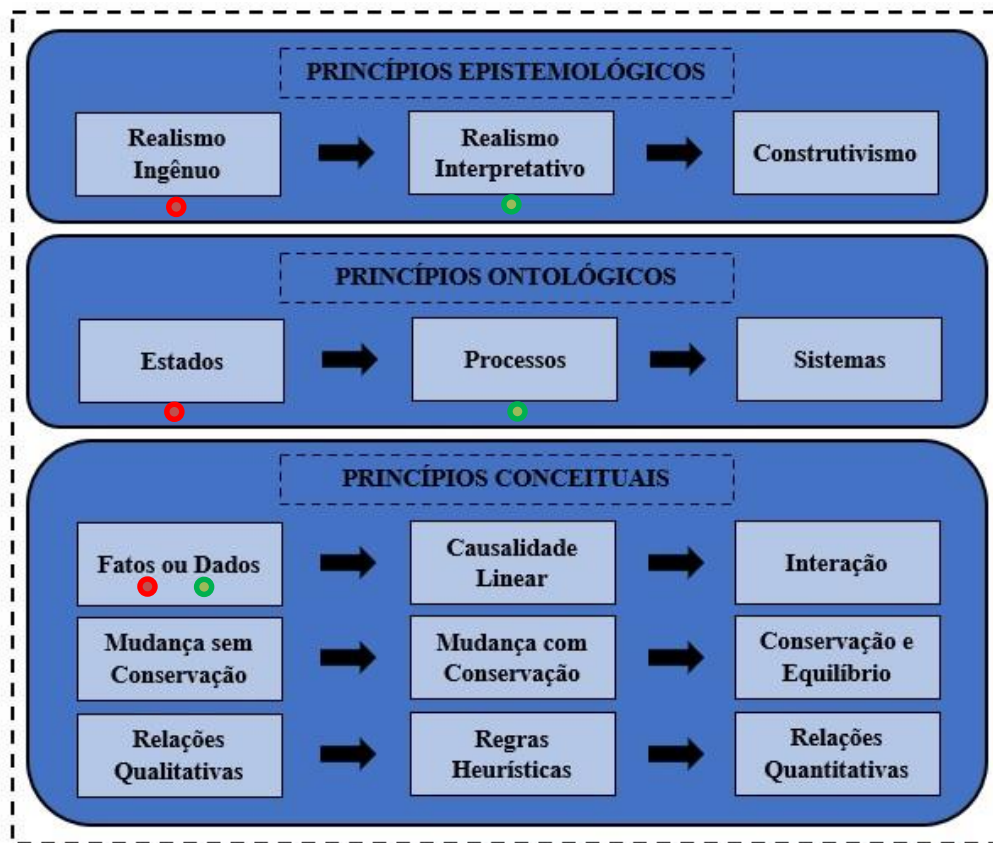 PRINCÍPIOS EPISTEMOLÓGICOS
Realismo
Ingênuo
Realismo
Interpretativo
Construtivismo
PRINCÍPIOS ONTOLÓGICOS
Estados
Processos
Sistemas
PRINCÍPIOS CONCEITUAIS
Fatos ou Dados
Causalidade
Linear
Interação
Mudança sem
Conservação
Mudança com
Conservação
Conservação e
Equilíbrio
Relações
Qualitativas
Regras
Heurísticas
Relações
Quantitativas